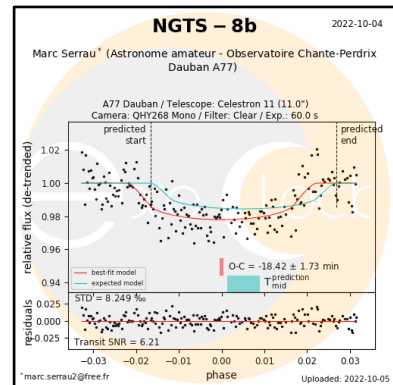 NGTS - 8b
2022-10-04
Marc Serrau* (Astronome amateur - Observatoire Chante-Perdrix
Dauban A77)
A77 Dauban / Telescope: Celestron 11 (11.0")
Camera: QHY268 Mono / Filter: Clear / Exp.: 60.0 s
predicted
start
predicted
end
relative flux (de-trended)
1.02
1.00
0.98
0.96
0.94
best-fit model
expected model
O-C = -18.42 ± 1.73 min
T prediction mid
STD = 8.249 ‰
residuals
0.025
0.000
−0.025
Transit SNR = 6.21
−0.03 −0.02 −0.01 0.00 0.01 0.02 0.03
phase
*marc.serrau2@free.fr
Uploaded: 2022-10-05